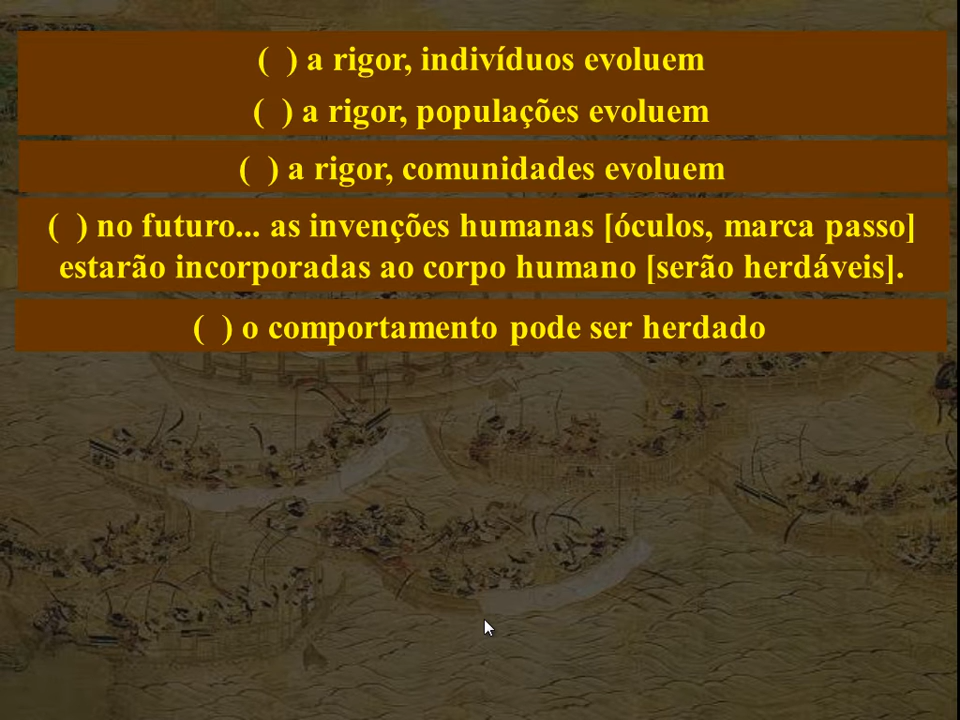 ( ) a rigor, indivíduos evoluem
( ) a rigor, populações evoluem
( ) a rigor, comunidades evoluem
( ) no futuro... as invenções humanas [óculos, marca passo]
estarão incorporadas ao corpo humano [serão herdáveis].
( ) o comportamento pode ser herdado